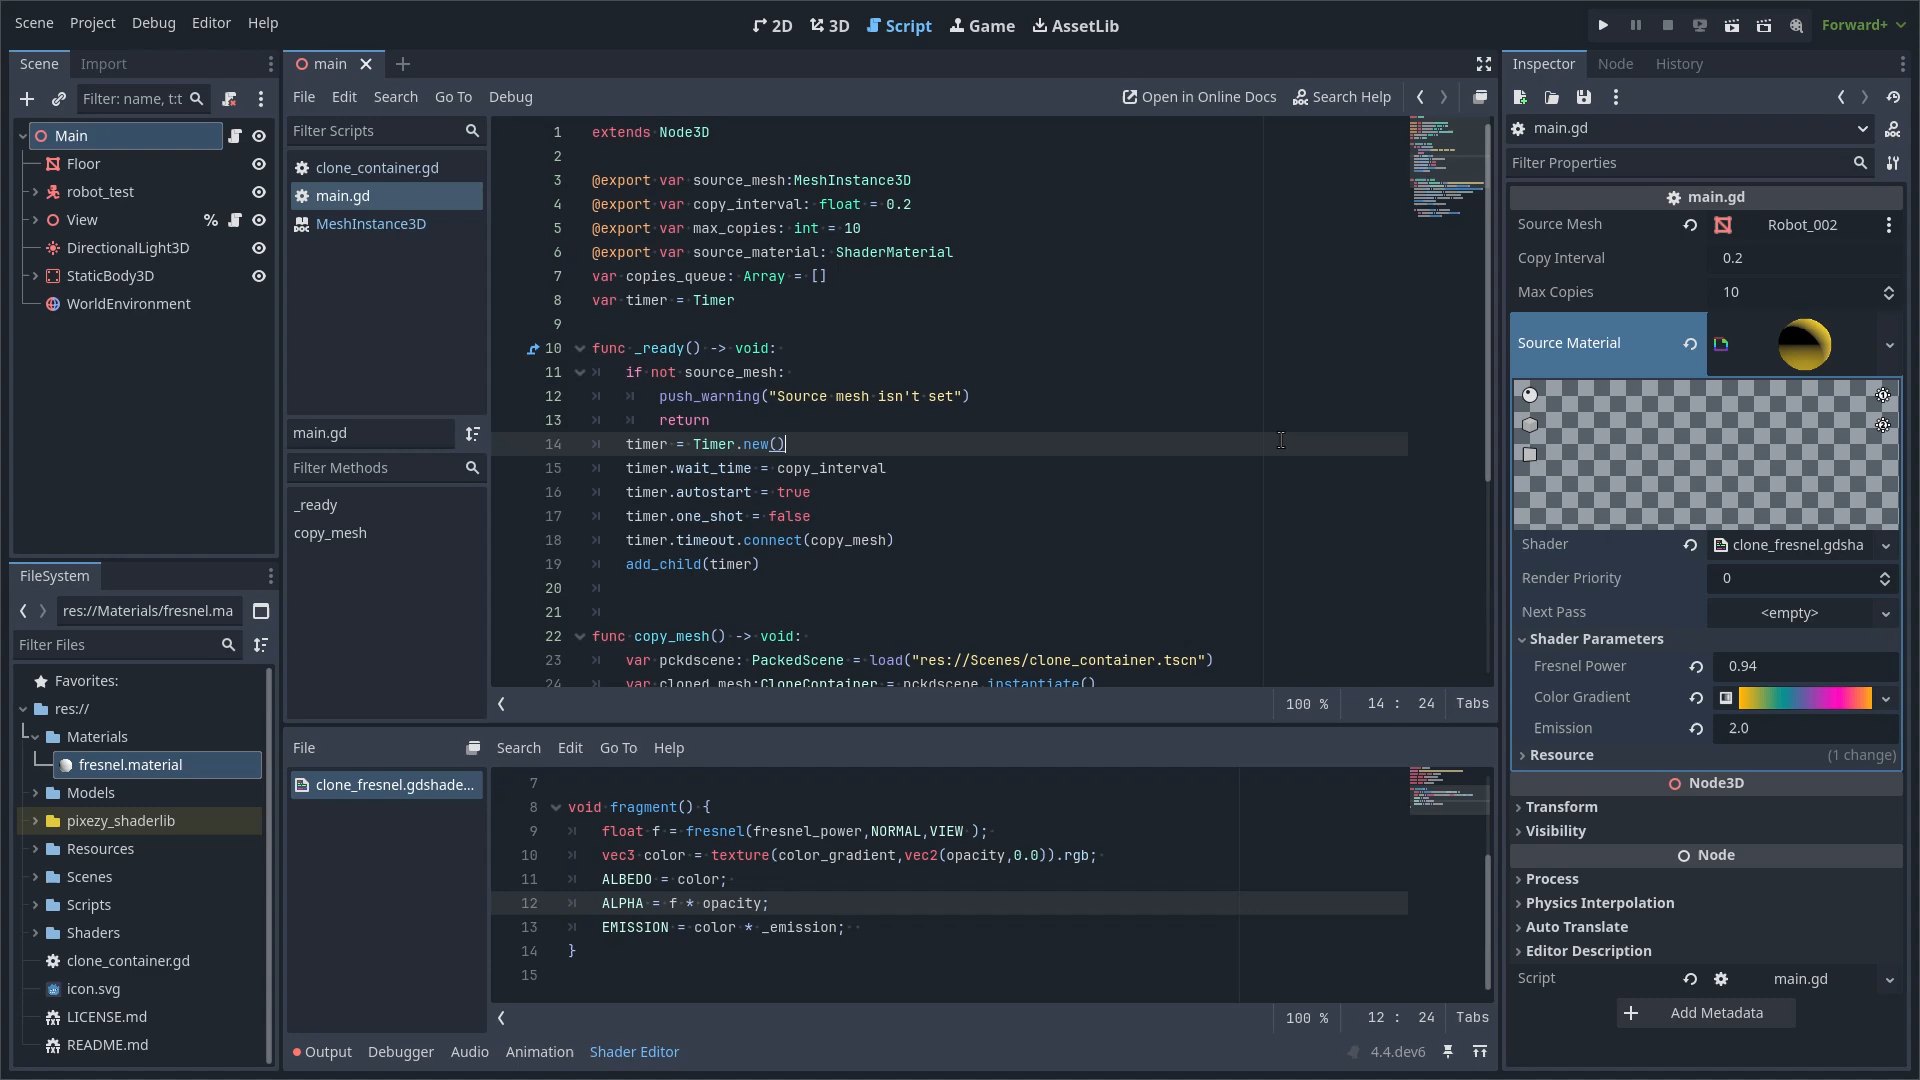 Scene Project Debug Editor Help
2D 3D Script Game AssetLib
Forward+
Scene Import
Filter: name, t:t
Main
Floor
robot_test
View %
DirectionalLight3D
StaticBody3D
WorldEnvironment
FileSystem
res://Materials/fresnel.ma
Filter Files
Favorites:
res://
Materials
fresnel.material
Models
pixezy_shaderlib
Resources
Scenes
Scripts
Shaders
clone_container.gd
icon.svg
LICENSE.md
README.md
main
File Edit Search Go To Debug
Open in Online Docs Search Help
Filter Scripts
clone_container.gd
main.gd
MeshInstance3D
main.gd
Filter Methods
_ready
copy_mesh
1 extends Node3D
2
3 @export var source_mesh:MeshInstance3D
4 @export var copy_interval: float = 0.2
5 @export var max_copies: int = 10
6 @export var source_material: ShaderMaterial
7 var copies_queue: Array = []
8 var timer = Timer
9
10 func _ready() -> void:
11 if not source_mesh:
12 push_warning("Source mesh isn't set")
13 return
14 timer = Timer.new()
15 timer.wait_time = copy_interval
16 timer.autostart = true
17 timer.one_shot = false
18 timer.timeout.connect(copy_mesh)
19 add_child(timer)
20
21
22 func copy_mesh() -> void:
23 var pckdscene: PackedScene = load("res://Scenes/clone_container.tscn")
24 var cloned_mesh:CloneContainer = pckdscene.instantiate()
100 % 14 : 24 Tabs
File Search Edit Go To Help
clone_fresnel.gdshade...
7
8 void fragment() {
9 float f = fresnel(fresnel_power,NORMAL,VIEW );
10 vec3 color = texture(color_gradient,vec2(opacity,0.0)).rgb;
11 ALBEDO = color;
12 ALPHA = f * opacity;
13 EMISSION = color * _emission;
14 }
15
100 % 12 : 24 Tabs
Output Debugger Audio Animation Shader Editor
4.4.dev6
Inspector Node History
main.gd
Filter Properties
main.gd
Source Mesh Robot_002
Copy Interval 0.2
Max Copies 10
Source Material
Shader clone_fresnel.gdsha
Render Priority 0
Next Pass <empty>
Shader Parameters
Fresnel Power 0.94
Color Gradient
Emission 2.0
Resource (1 change)
Node3D
Transform
Visibility
Node
Process
Physics Interpolation
Auto Translate
Editor Description
Script main.gd
Add Metadata